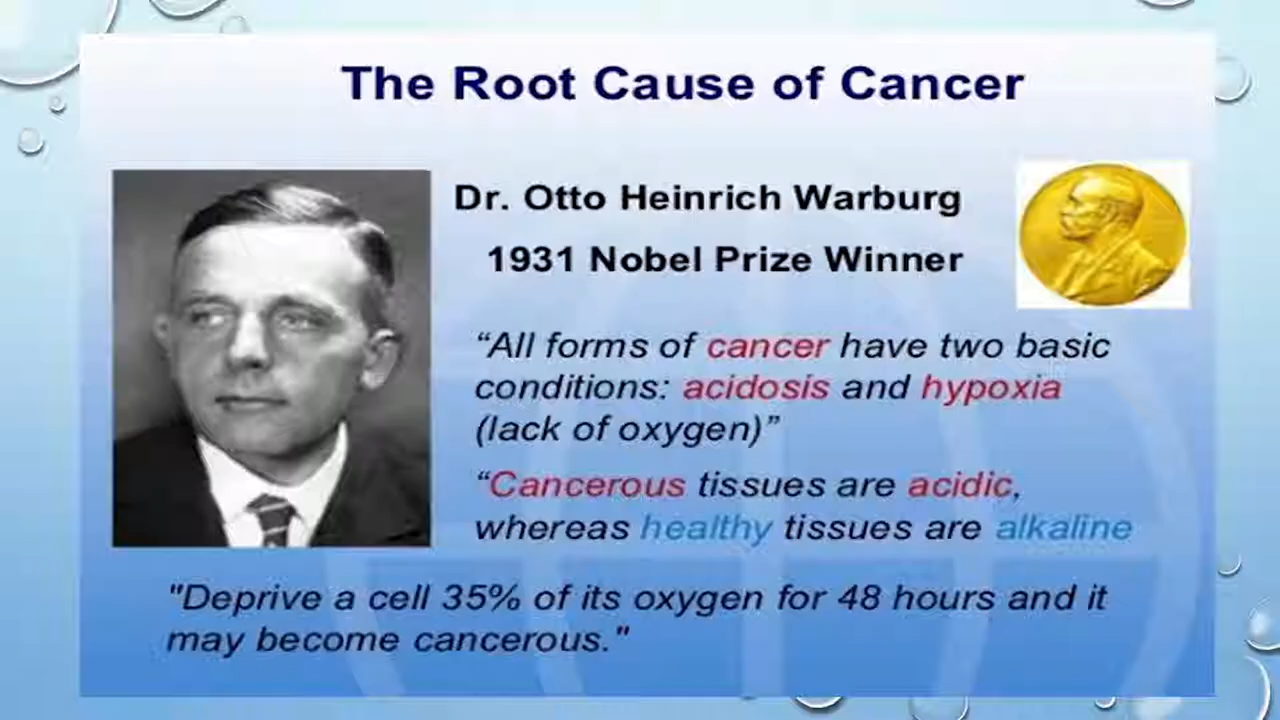 The Root Cause of Cancer
Dr. Otto Heinrich Warburg
1931 Nobel Prize Winner
“All forms of cancer have two basic
conditions: acidosis and hypoxia
(lack of oxygen)”
“Cancerous tissues are acidic,
whereas healthy tissues are alkaline
"Deprive a cell 35% of its oxygen for 48 hours and it
may become cancerous."